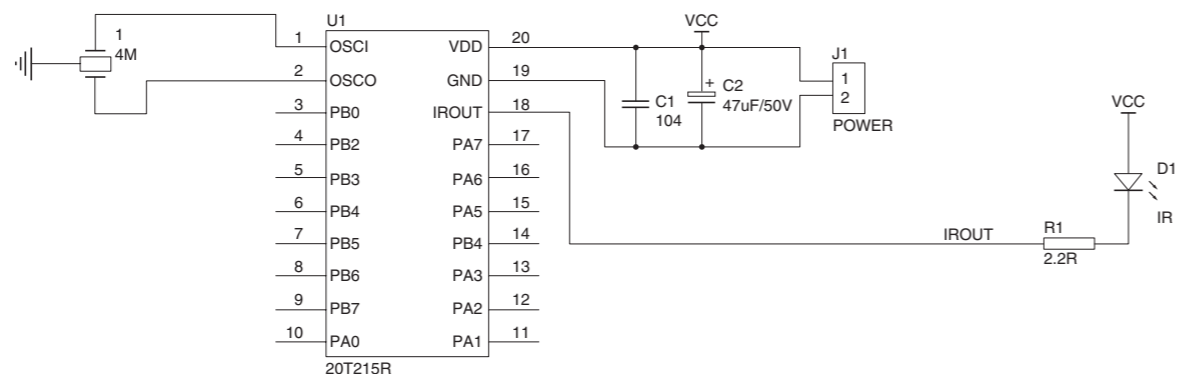 U1
1
4M
1
OSCI
2
OSCO
3
PB0
4
PB2
5
PB3
6
PB4
7
PB5
8
PB6
9
PB7
10
PA0
VDD
20
GND
19
IROUT
18
PA7
17
PA6
16
PA5
15
PB4
14
PA3
13
PA2
12
PA1
11
20T215R
VCC
C1
104
+
C2
47uF/50V
J1
1
2
POWER
VCC
D1
IR
IROUT
R1
2.2R